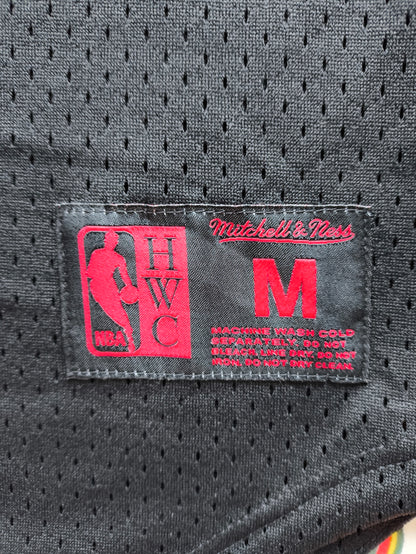 NBA
H
W
C
Mitchell & Ness
M
MACHINE WASH COLD
SEPARATELY. DO NOT
BLEACH. LINE DRY. DO NOT
IRON. DO NOT DRY CLEAN.